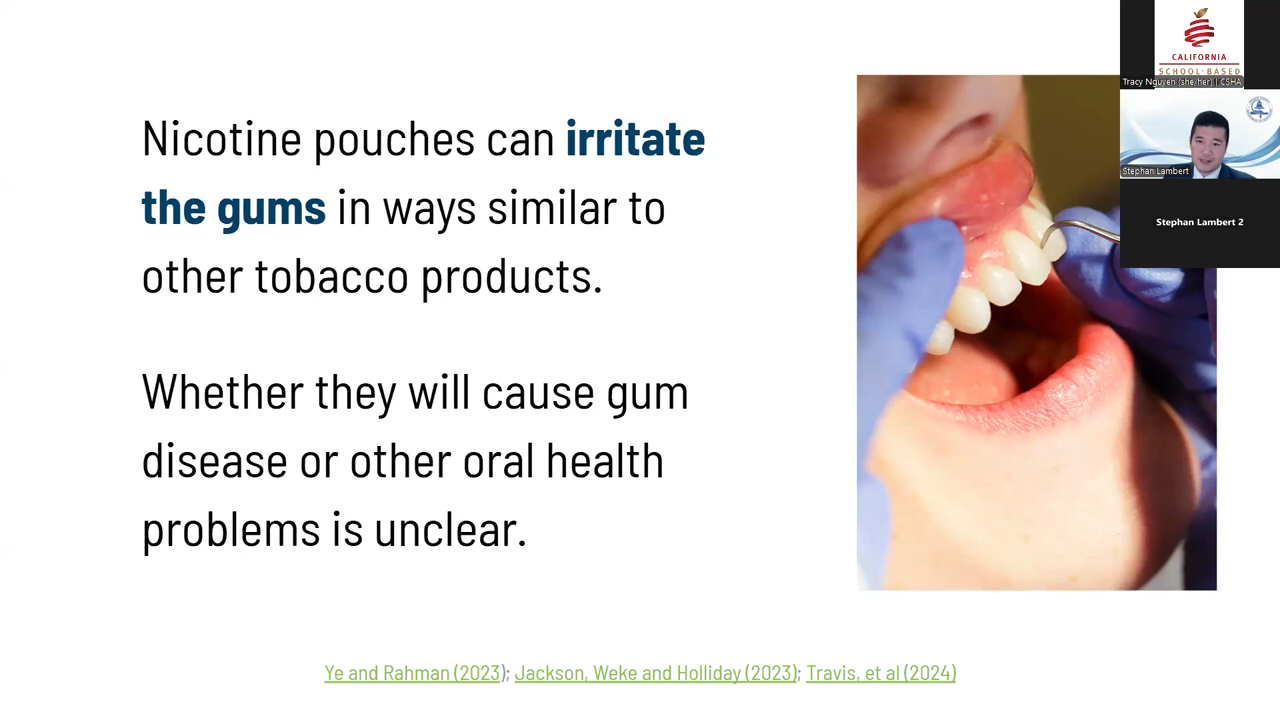 Nicotine pouches can irritate
the gums in ways similar to
other tobacco products.
Whether they will cause gum
disease or other oral health
problems is unclear.
Ye and Rahman (2023); Jackson, Weke and Holliday (2023); Travis, et al (2024)
CALIFORNIA
SCHOOL-BASED
Tracy Nguyen (she/her) | CSHA
Stephan Lambert
Stephan Lambert 2